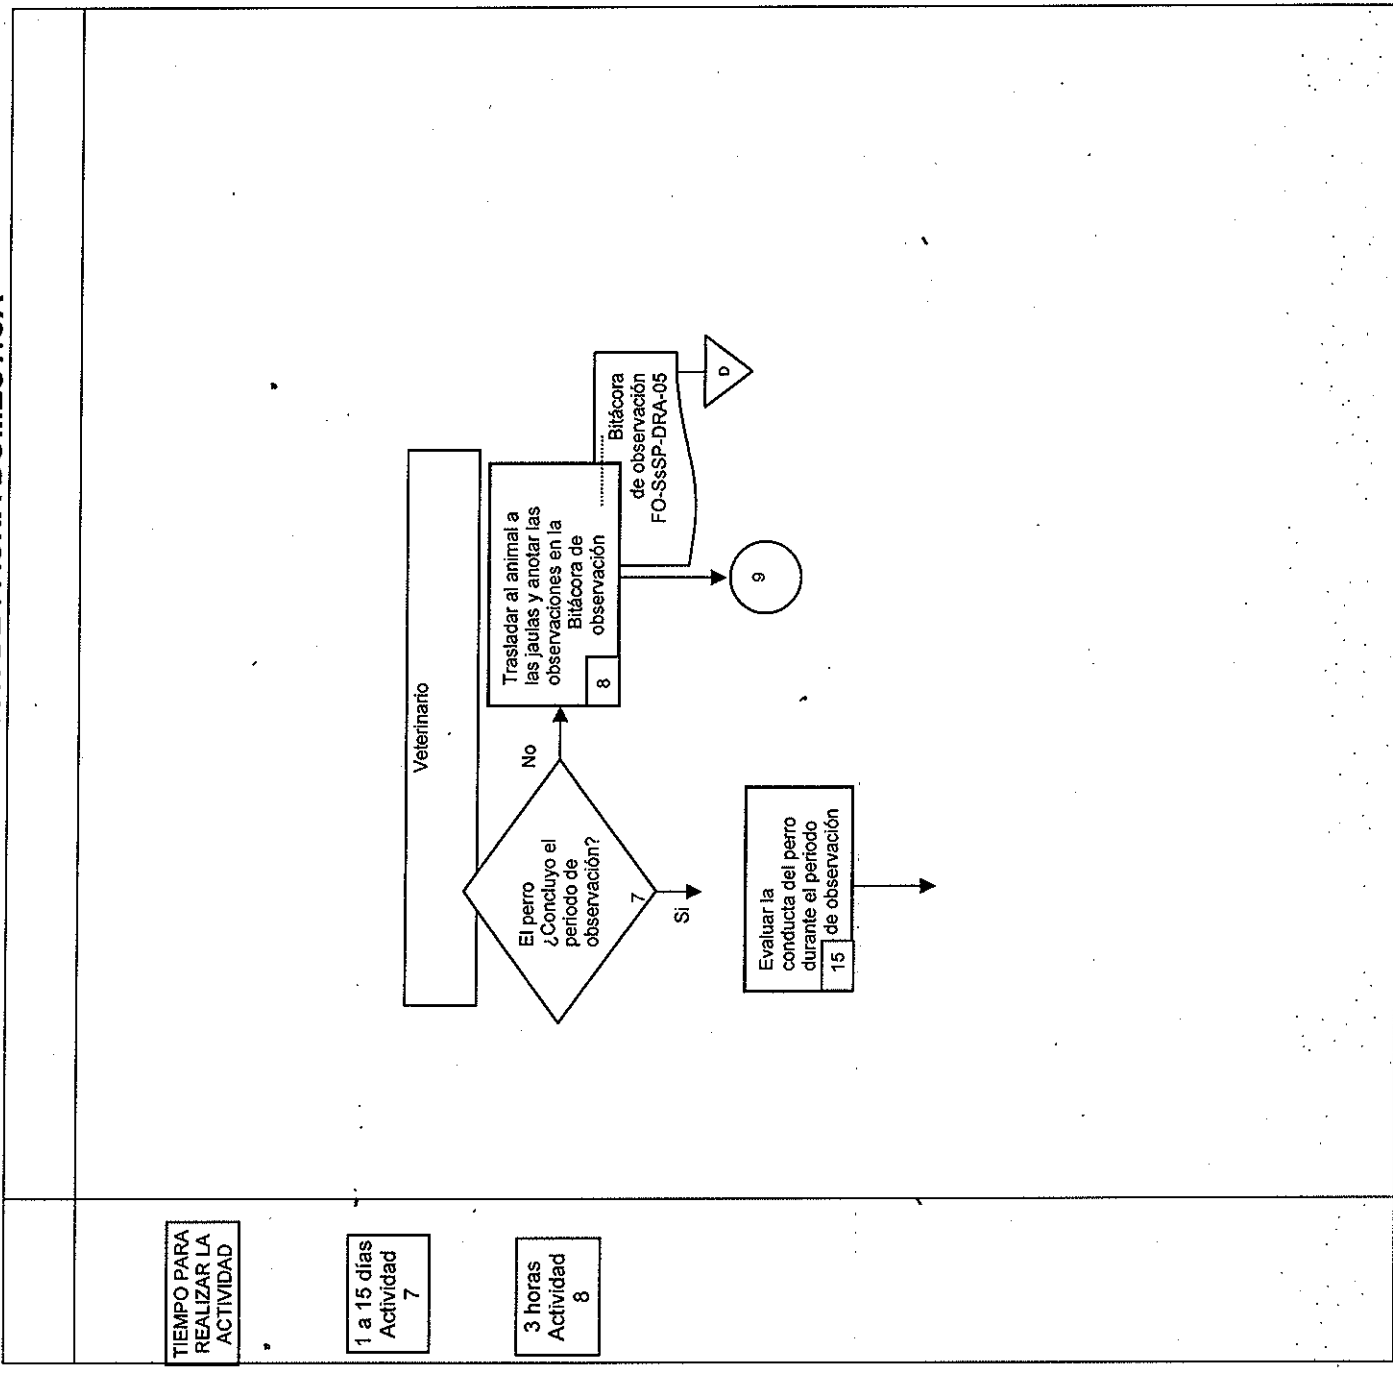 TIEMPO PARA
REALIZAR LA
ACTIVIDAD
1 a 15 días
Actividad
7
3 horas
Actividad
8
Veterinario
El perro
¿Concluyo el
periodo de
observación?
7
No
Si
Trasladar al animal a
las jaulas y anotar las
observaciones en la
Bitácora de
observación
8
Bitácora
de observación
FO-SsSP-DRA-05
D
9
Evaluar la
conducta del perro
durante el periodo
de observación
15